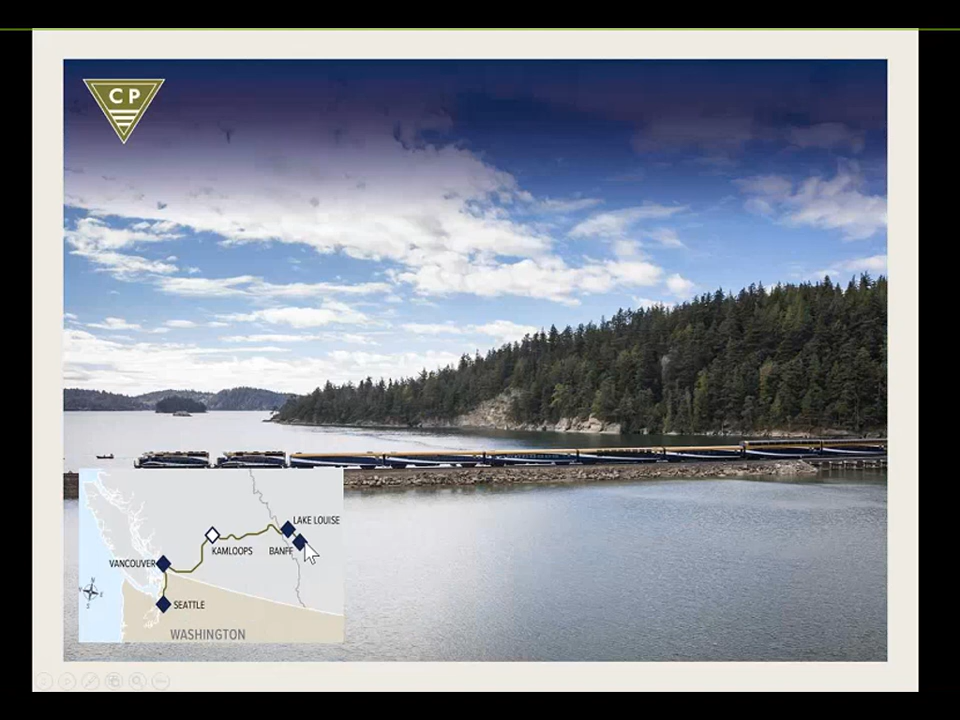 CP
LAKE LOUISE
KAMLOOPS
BANFF
VANCOUVER
N
W
E
S
SEATTLE
WASHINGTON